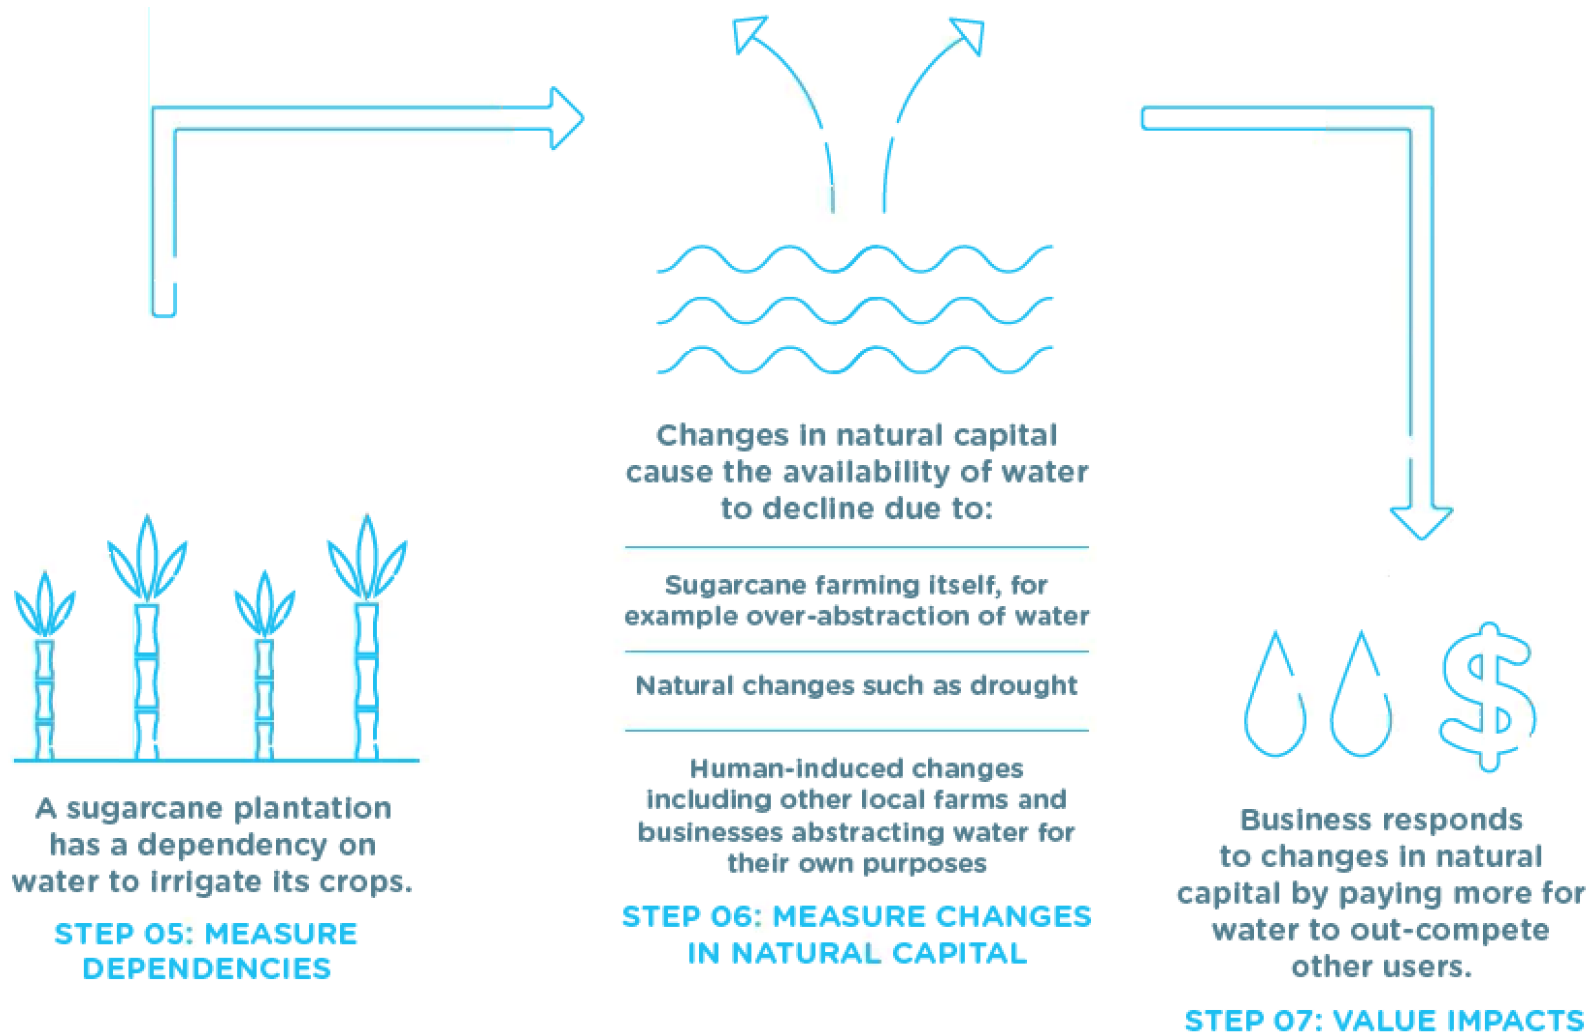 A sugarcane plantation
has a dependency on
water to irrigate its crops.
STEP 05: MEASURE
DEPENDENCIES
Changes in natural capital
cause the availability of water
to decline due to:
Sugarcane farming itself, for
example over-abstraction of water
Natural changes such as drought
Human-induced changes
including other local farms and
businesses abstracting water for
their own purposes
STEP 06: MEASURE CHANGES
IN NATURAL CAPITAL
$
Business responds
to changes in natural
capital by paying more for
water to out-compete
other users.
STEP 07: VALUE IMPACTS